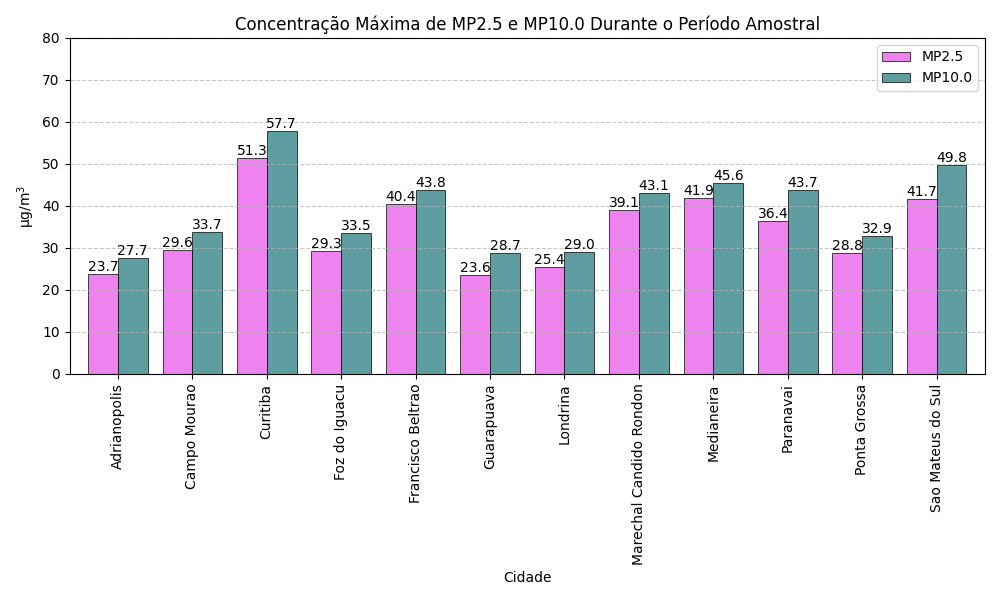 Concentração Máxima de MP2.5 e MP10.0 Durante o Período Amostral
MP2.5
MP10.0
µg/m³
80
70
60
50
40
30
20
10
0
23.7
27.7
29.6
33.7
51.3
57.7
29.3
33.5
40.4
43.8
23.6
28.7
25.4
29.0
39.1
43.1
41.9
45.6
36.4
43.7
28.8
32.9
41.7
49.8
Adrianopolis
Campo Mourao
Curitiba
Foz do Iguacu
Francisco Beltrao
Guarapuava
Londrina
Marechal Candido Rondon
Medianeira
Paranavai
Ponta Grossa
Sao Mateus do Sul
Cidade